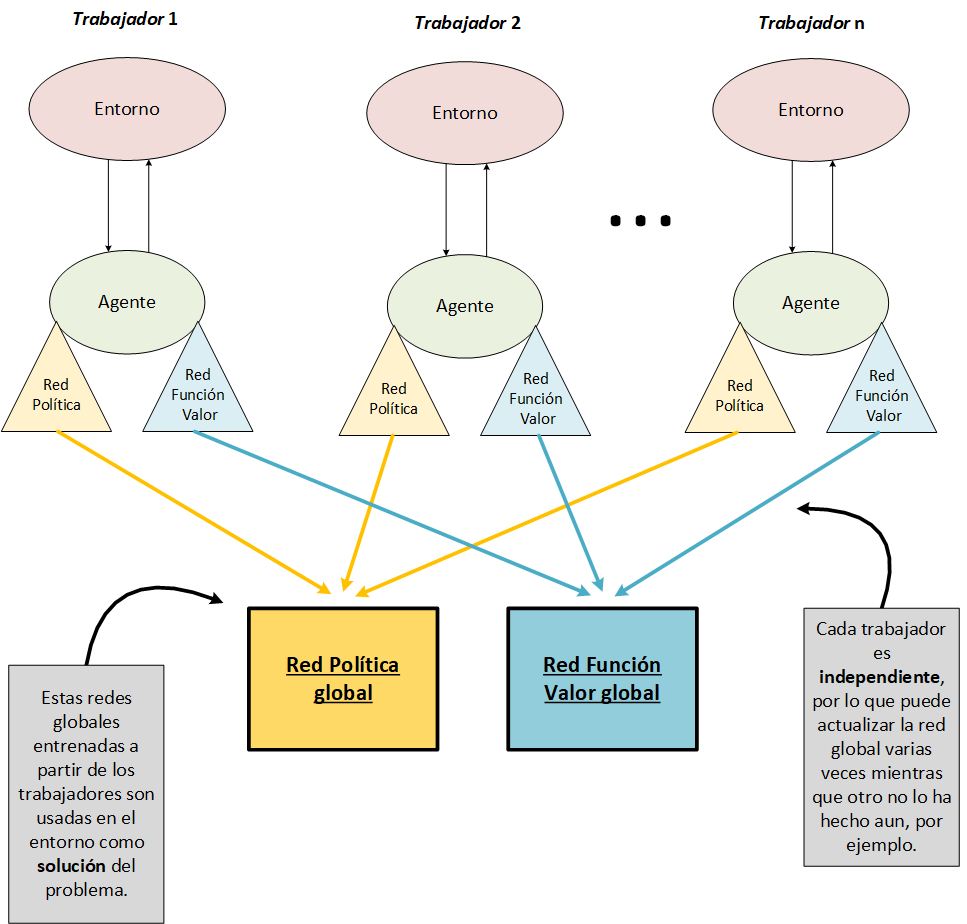 Trabajador 1
Trabajador 2
Trabajador n
Entorno
Entorno
Entorno
Agente
Agente
Agente
Red
Política
Red
Función
Valor
Red
Política
Red
Función
Valor
Red
Política
Red
Función
Valor
Red Política
global
Red Función
Valor global
Estas redes
globales
entrenadas a
partir de los
trabajadores son
usadas en el
entorno como
solución del
problema.
Cada trabajador
es
independiente,
por lo que puede
actualizar la red
global varias
veces mientras
que otro no lo ha
hecho aun, por
ejemplo.